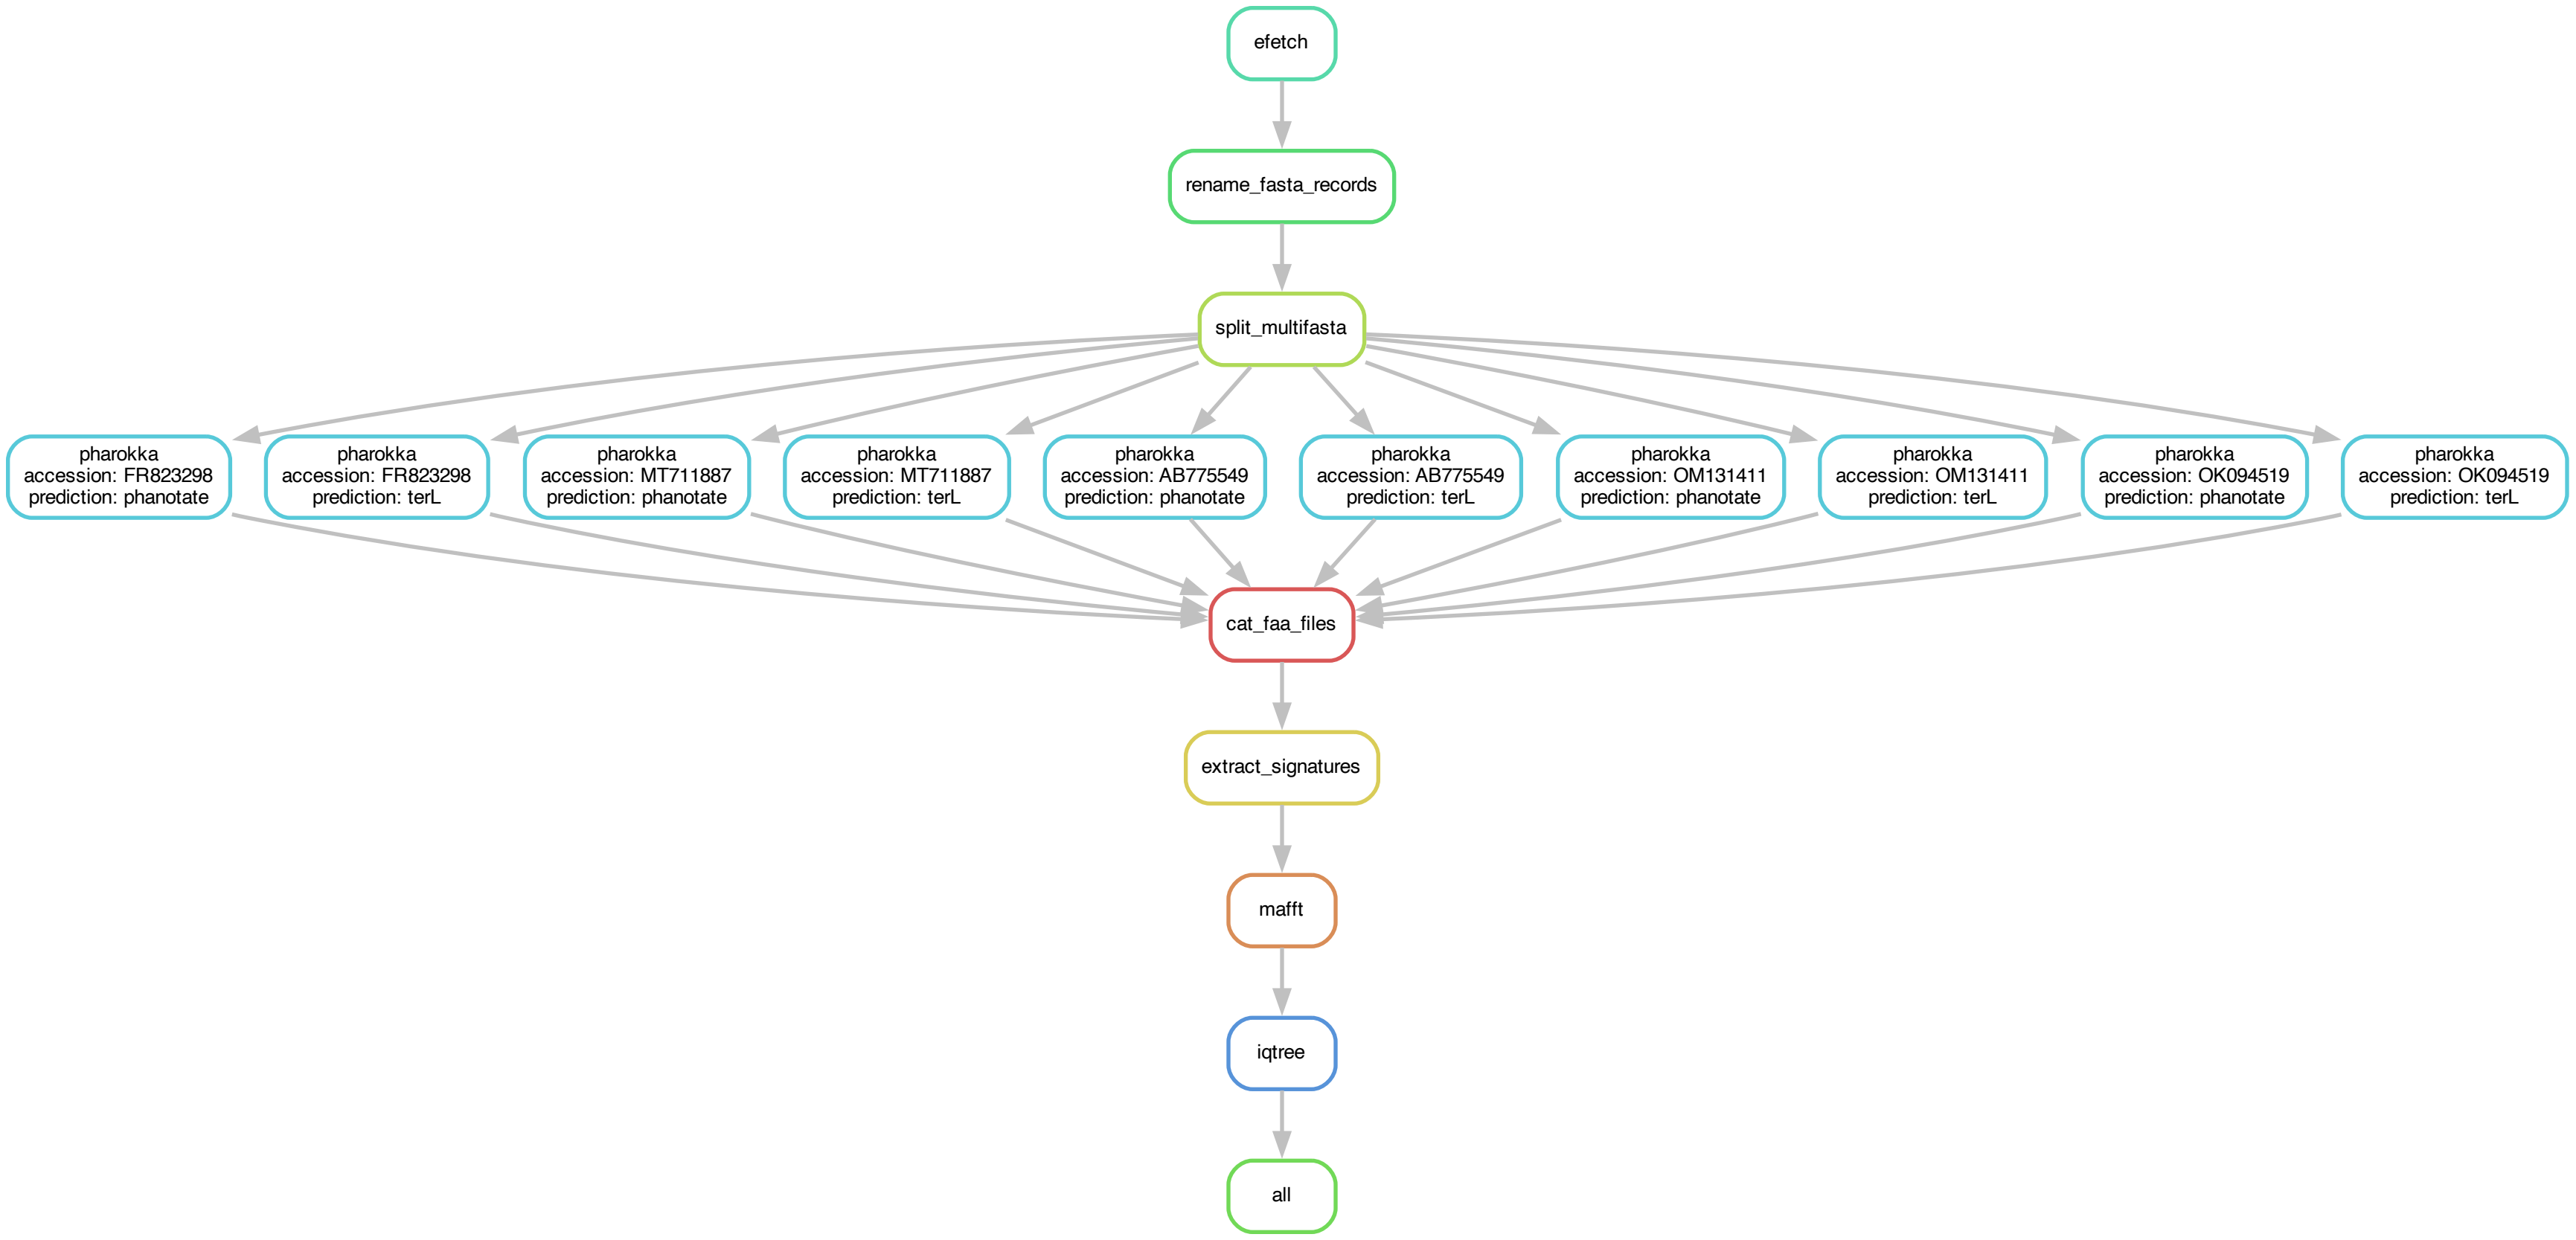 efetch
rename_fasta_records
split_multifasta
pharokka
accession: FR823298
prediction: phanotate
pharokka
accession: FR823298
prediction: terL
pharokka
accession: MT711887
prediction: phanotate
pharokka
accession: MT711887
prediction: terL
pharokka
accession: AB775549
prediction: phanotate
pharokka
accession: AB775549
prediction: terL
pharokka
accession: OM131411
prediction: phanotate
pharokka
accession: OM131411
prediction: terL
pharokka
accession: OK094519
prediction: phanotate
pharokka
accession: OK094519
prediction: terL
cat_faa_files
extract_signatures
mafft
iqtree
all